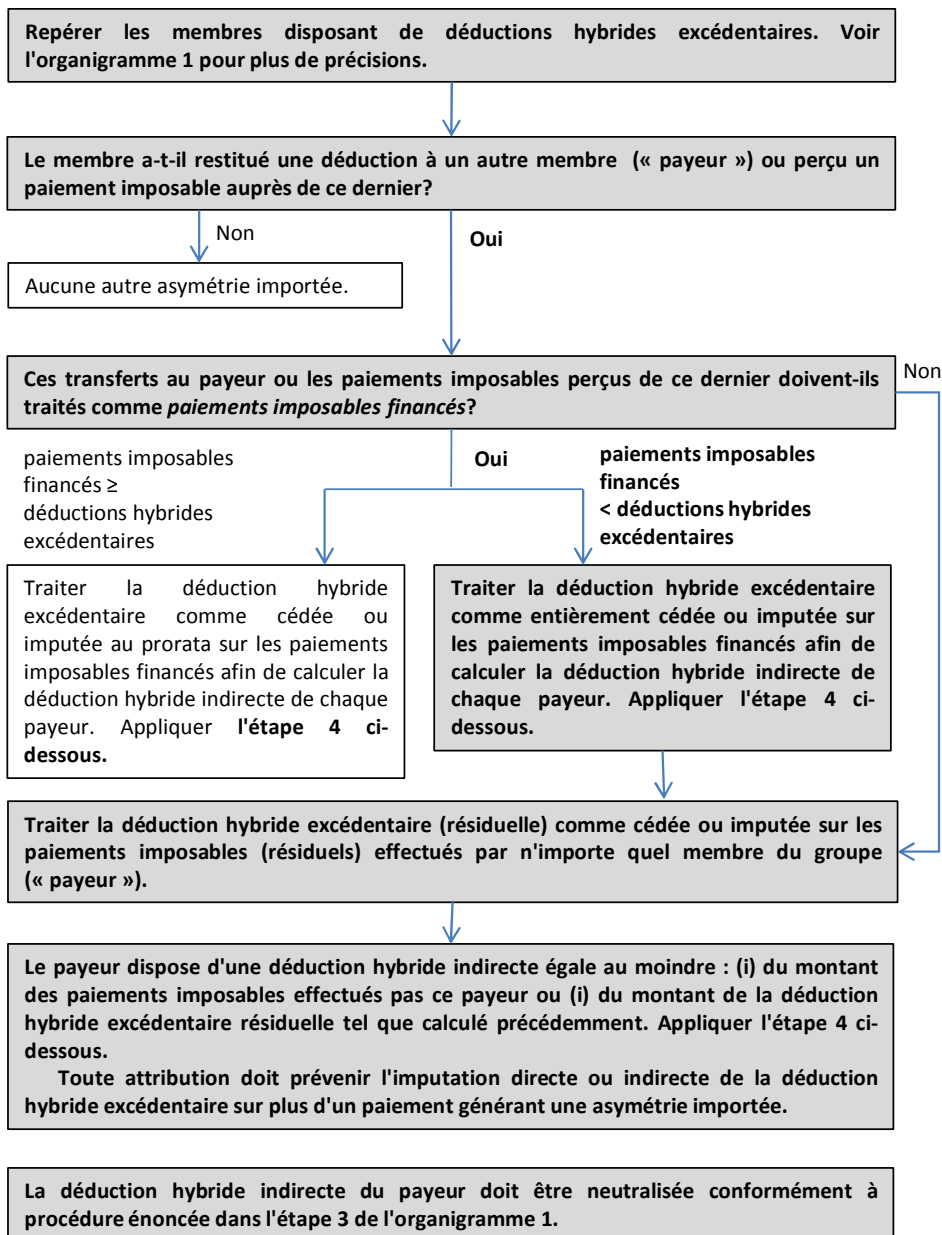 Repérer les membres disposant de déductions hybrides excédentaires. Voir
l'organigramme 1 pour plus de précisions.
Le membre a-t-il restitué une déduction à un autre membre (« payeur ») ou perçu un
paiement imposable auprès de ce dernier?
Non
Oui
Aucune autre asymétrie importée.
Ces transferts au payeur ou les paiements imposables perçus de ce dernier doivent-ils
traités comme paiements imposables financés?
Non
paiements imposables
financés ≥
déductions hybrides
excédentaires
Oui
paiements imposables
financés
< déductions hybrides
excédentaires
Traiter la déduction hybride
excédentaire comme cédée ou
imputée au prorata sur les paiements
imposables financés afin de calculer la
déduction hybride indirecte de chaque
payeur. Appliquer l'étape 4 ci-
dessous.
Traiter la déduction hybride excédentaire
comme entièrement cédée ou imputée sur
les paiements imposables financés afin de
calculer la déduction hybride indirecte de
chaque payeur. Appliquer l'étape 4 ci-
dessous.
Traiter la déduction hybride excédentaire (résiduelle) comme cédée ou imputée sur les
paiements imposables (résiduels) effectués par n'importe quel membre du groupe
(« payeur »).
Le payeur dispose d'une déduction hybride indirecte égale au moindre : (i) du montant
des paiements imposables effectués pas ce payeur ou (i) du montant de la déduction
hybride excédentaire résiduelle tel que calculé précédemment. Appliquer l'étape 4 ci-
dessous.
Toute attribution doit prévenir l'imputation directe ou indirecte de la déduction
hybride excédentaire sur plus d'un paiement générant une asymétrie importée.
La déduction hybride indirecte du payeur doit être neutralisée conformément à
procédure énoncée dans l'étape 3 de l'organigramme 1.